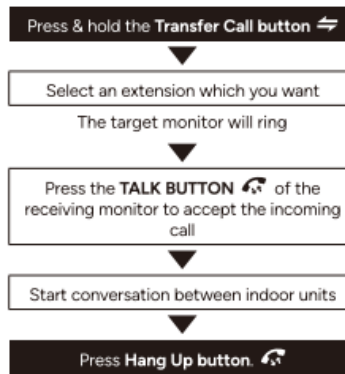 Press & hold the Transfer Call button ⇌
Select an extension which you want
The target monitor will ring
Press the TALK BUTTON of the
receiving monitor to accept the incoming
call
Start conversation between indoor units
Press Hang Up button.